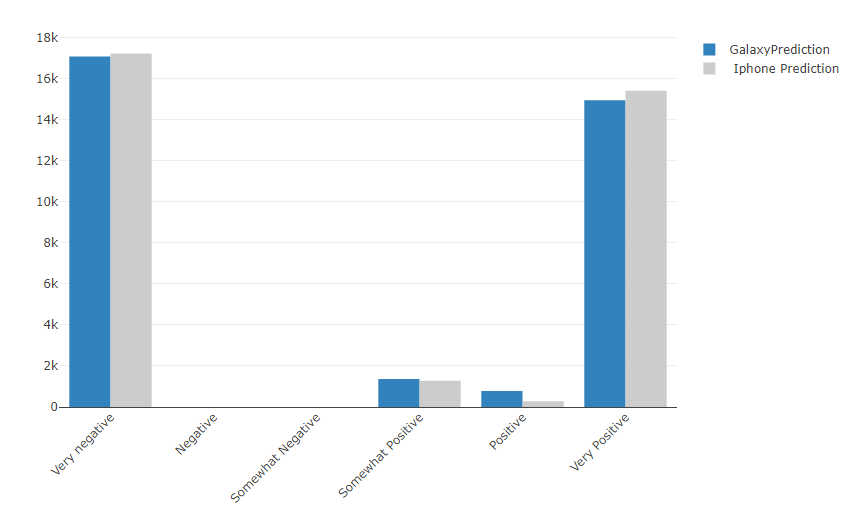 18k
16k
14k
12k
10k
8k
6k
4k
2k
0
Very negative
Negative
Somewhat Negative
Somewhat Positive
Positive
Very Positive
GalaxyPrediction
Iphone Prediction